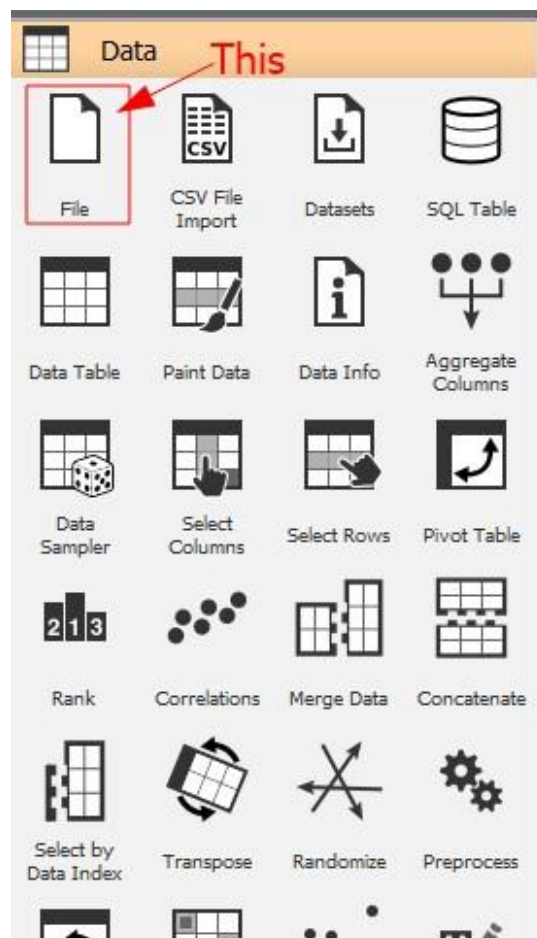 Data
This
CSV
File
CSV File
Import
Datasets
SQL Table
Data Table
Paint Data
Data Info
Aggregate
Columns
Data
Sampler
Select
Columns
Select Rows
Pivot Table
2 1 3
Rank
Correlations
Merge Data
Concatenate
Select by
Data Index
Transpose
Randomize
Preprocess